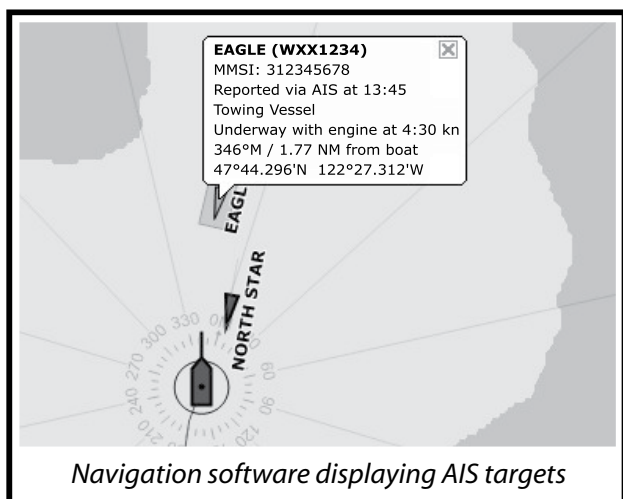 EAGLE (WXX1234)
MMSI: 312345678
Reported via AIS at 13:45
Towing Vessel
Underway with engine at 4:30 kn
346°M / 1.77 NM from boat
47°44.296'N 122°27.312'W
EAGLE
NORTH STAR
330
300
270
240
210
60
90
120
Navigation software displaying AIS targets